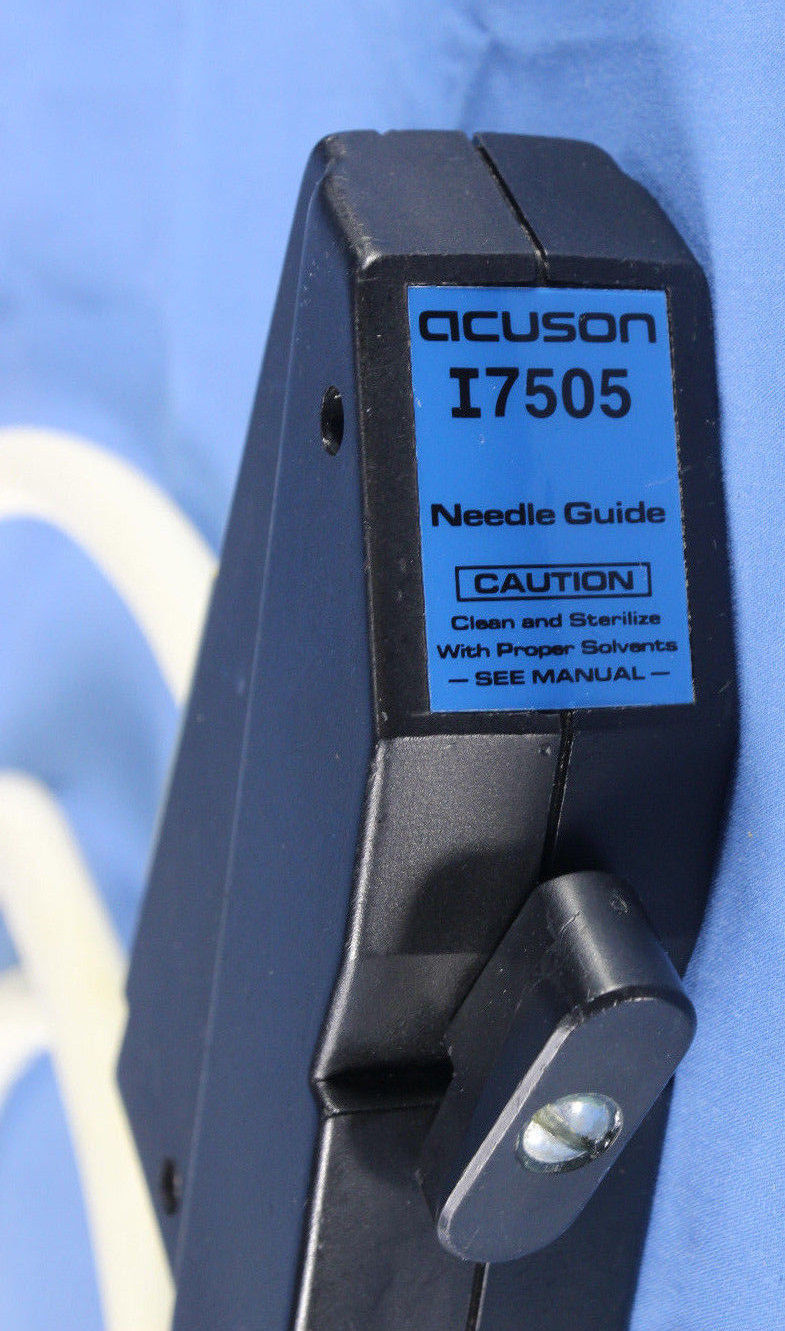 acuson
I7505
Needle Guide
CAUTION
Clean and Sterilize
With Proper Solvents
— SEE MANUAL —